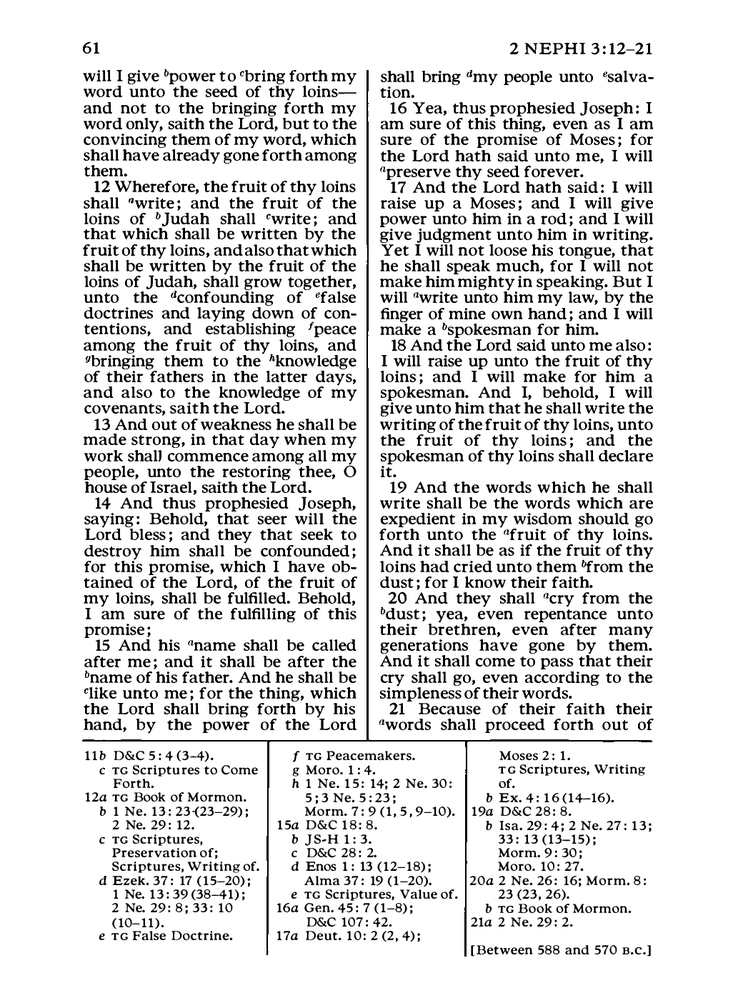 61
2 NEPHI 3:12–21
will I give ᵇpower to ᶜbring forth my
word unto the seed of thy loins—
and not to the bringing forth my
word only, saith the Lord, but to the
convincing them of my word, which
shall have already gone forth among
them.
12 Wherefore, the fruit of thy loins
shall ᵃwrite; and the fruit of the
loins of ᵇJudah shall ᶜwrite; and
that which shall be written by the
fruit of thy loins, and also that which
shall be written by the fruit of the
loins of Judah, shall grow together,
unto the ᵈconfounding of ᵉfalse
doctrines and laying down of con-
tentions, and establishing ᶠpeace
among the fruit of thy loins, and
ᵍbringing them to the ʰknowledge
of their fathers in the latter days,
and also to the knowledge of my
covenants, saith the Lord.
13 And out of weakness he shall be
made strong, in that day when my
work shall commence among all my
people, unto the restoring thee, O
house of Israel, saith the Lord.
14 And thus prophesied Joseph,
saying: Behold, that seer will the
Lord bless; and they that seek to
destroy him shall be confounded;
for this promise, which I have ob-
tained of the Lord, of the fruit of
my loins, shall be fulfilled. Behold,
I am sure of the fulfilling of this
promise;
15 And his ᵃname shall be called
after me; and it shall be after the
ᵇname of his father. And he shall be
ᶜlike unto me; for the thing, which
the Lord shall bring forth by his
hand, by the power of the Lord
shall bring ᵈmy people unto ᵉsalva-
tion.
16 Yea, thus prophesied Joseph: I
am sure of this thing, even as I am
sure of the promise of Moses; for
the Lord hath said unto me, I will
ᵃpreserve thy seed forever.
17 And the Lord hath said: I will
raise up a Moses; and I will give
power unto him in a rod; and I will
give judgment unto him in writing.
Yet I will not loose his tongue, that
he shall speak much, for I will not
make him mighty in speaking. But I
will ᵃwrite unto him my law, by the
finger of mine own hand; and I will
make a ᵇspokesman for him.
18 And the Lord said unto me also:
I will raise up unto the fruit of thy
loins; and I will make for him a
spokesman. And I, behold, I will
give unto him that he shall write the
writing of the fruit of thy loins, unto
the fruit of thy loins; and the
spokesman of thy loins shall declare
it.
19 And the words which he shall
write shall be the words which are
expedient in my wisdom should go
forth unto the ᵃfruit of thy loins.
And it shall be as if the fruit of thy
loins had cried unto them ᵇfrom the
dust; for I know their faith.
20 And they shall ᵃcry from the
ᵇdust; yea, even repentance unto
their brethren, even after many
generations have gone by them.
And it shall come to pass that their
cry shall go, even according to the
simpleness of their words.
21 Because of their faith their
ᵃwords shall proceed forth out of
11b D&C 5:4 (3–4).
c TG Scriptures to Come
Forth.
12a TG Book of Mormon.
b 1 Ne. 13:23 (23–29);
2 Ne. 29:12.
c TG Scriptures,
Preservation of;
Scriptures, Writing of.
d Ezek. 37:17 (15–20);
1 Ne. 13:39 (38–41);
2 Ne. 29:8; 33:10
(10–11).
e TG False Doctrine.
f TG Peacemakers.
g Moro. 1:4.
h 1 Ne. 15:14; 2 Ne. 30:
5; 3 Ne. 5:23;
Morm. 7:9 (1, 5, 9–10).
15a D&C 18:8.
b JS-H 1:3.
c D&C 28:2.
d Enos 1:13 (12–18);
Alma 37:19 (1–20).
e TG Scriptures, Value of.
16a Gen. 45:7 (1–8);
D&C 107:42.
17a Deut. 10:2 (2, 4);
Moses 2:1.
TG Scriptures, Writing
of.
b Ex. 4:16 (14–16).
19a D&C 28:8.
b Isa. 29:4; 2 Ne. 27:13;
33:13 (13–15);
Morm. 9:30;
Moro. 10:27.
20a 2 Ne. 26:16; Morm. 8:
23 (23, 26).
b TG Book of Mormon.
21a 2 Ne. 29:2.
[Between 588 and 570 B.C.]